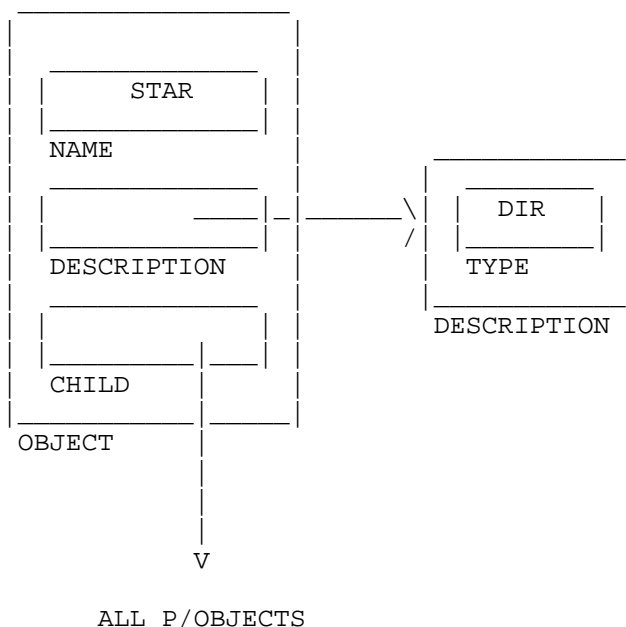 STAR
NAME
DIR
DESCRIPTION
TYPE
DESCRIPTION
CHILD
OBJECT
ALL P/OBJECTS